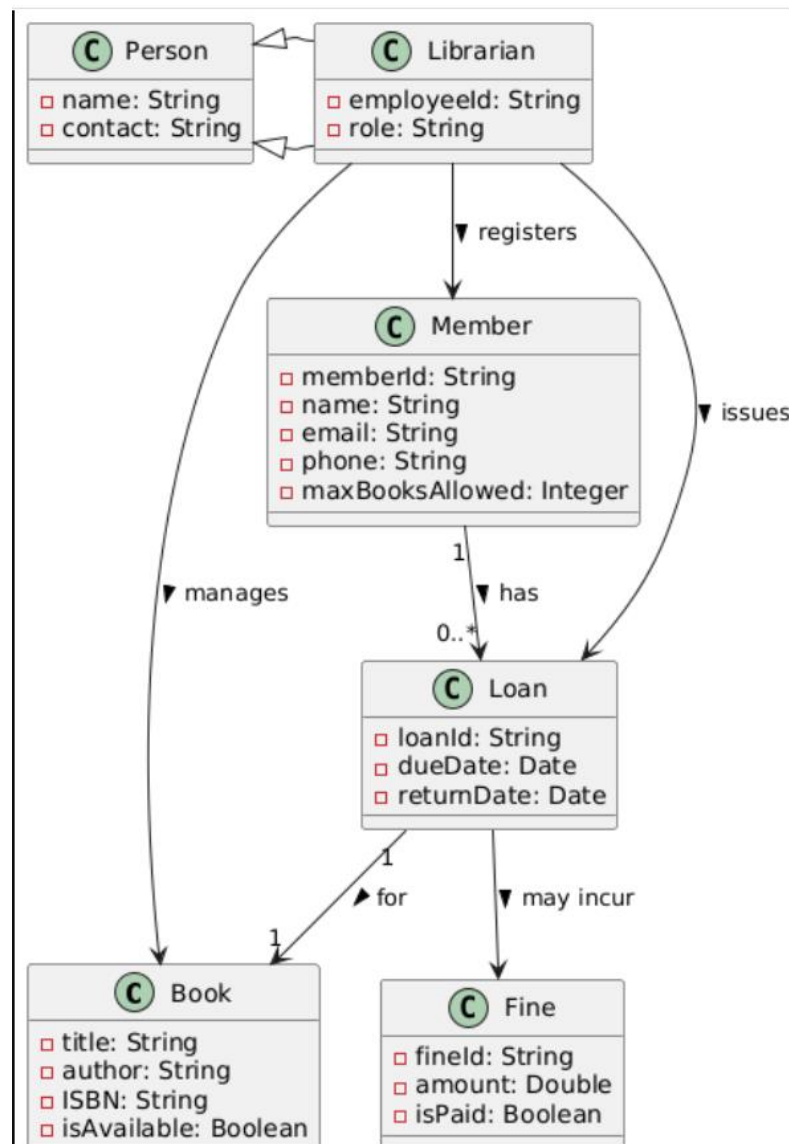 C Person
name: String
contact: String
C Librarian
employeeId: String
role: String
registers
C Member
memberId: String
name: String
email: String
phone: String
maxBooksAllowed: Integer
issues
manages
1
has
0..*
C Loan
loanId: String
dueDate: Date
returnDate: Date
1
for
may incur
1
C Book
title: String
author: String
ISBN: String
isAvailable: Boolean
C Fine
fineId: String
amount: Double
isPaid: Boolean